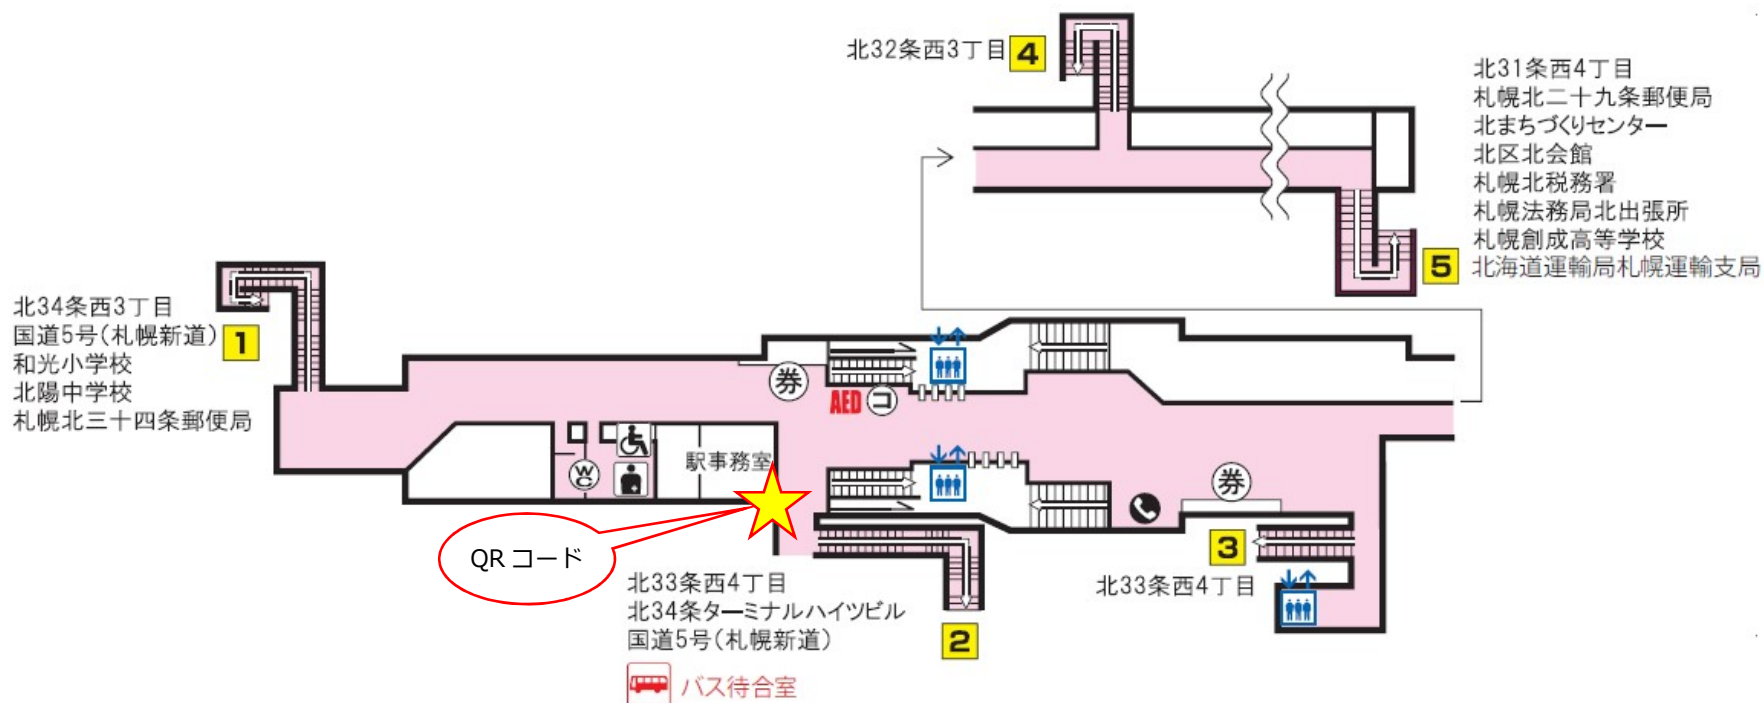 北32条西3丁目 4
北31条西4丁目
札幌北二十九条郵便局
北まちづくりセンター
北区北会館
札幌北税務署
札幌法務局北出張所
札幌創成高等学校
5 北海道運輸局札幌運輸支局
北34条西3丁目
国道5号(札幌新道)
1
和光小学校
北陽中学校
札幌北三十四条郵便局
券
AED コ
WC
駅事務室
券
QRコード
3
北33条西4丁目
北33条西4丁目
北34条ターミナルハイツビル
国道5号(札幌新道)
2
バス待合室